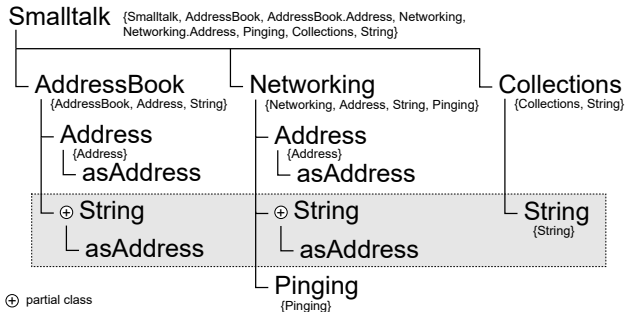 Smalltalk {Smalltalk, AddressBook, AddressBook.Address, Networking,
Networking.Address, Pinging, Collections, String}
AddressBook Networking Collections
{AddressBook, Address, String} {Networking, Address, String, Pinging} {Collections, String}
Address Address
{Address} {Address}
asAddress asAddress
⊕ String ⊕ String String
{String}
asAddress asAddress
Pinging
{Pinging}
⊕ partial class